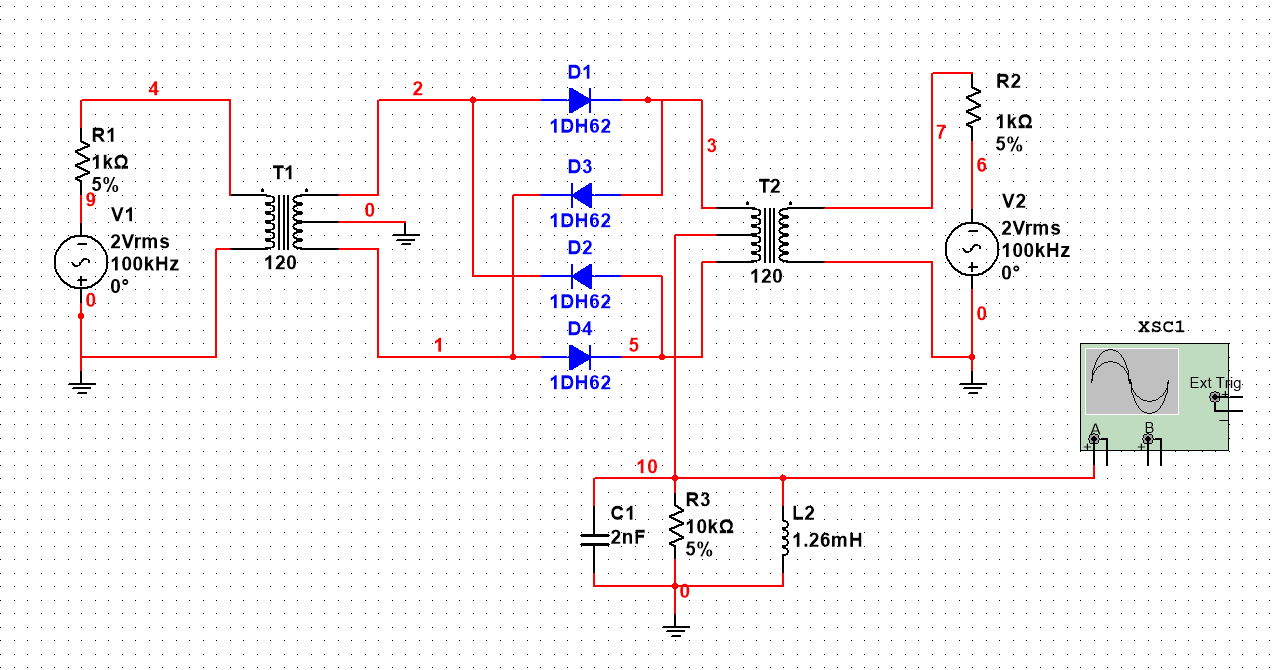 4
R1
1kΩ
5%
9
V1
2Vrms
100kHz
0°
0
T1
120
2
0
1
D1
1DH62
D3
1DH62
D2
1DH62
D4
1DH62
5
3
T2
120
7
R2
1kΩ
5%
6
V2
2Vrms
100kHz
0°
0
XSC1
Ext Trig
+
−
A
B
+
−
+
−
10
C1
2nF
R3
10kΩ
5%
L2
1.26mH
0